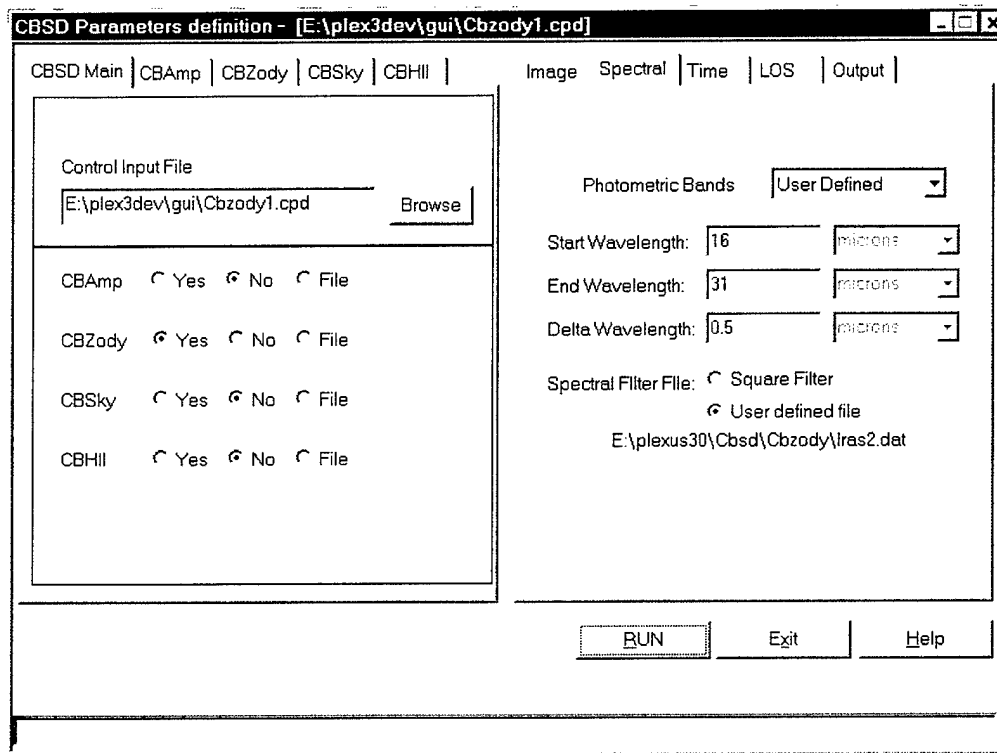 CBSD Parameters definition - [E:\plex3dev\gui\Cbzody1.cpd]
CBSD Main CBAmp CBZody CBSky CBHII
Control Input File
E:\plex3dev\gui\Cbzody1.cpd Browse
CBAmp Yes No File
CBZody Yes No File
CBSky Yes No File
CBHII Yes No File
Image Spectral Time LOS Output
Photometric Bands User Defined
Start Wavelength: 16 microns
End Wavelength: 31 microns
Delta Wavelength: 0.5 microns
Spectral Filter File: Square Filter
User defined file
E:\plexus30\Cbsd\Cbzody\Iras2.dat
RUN Exit Help